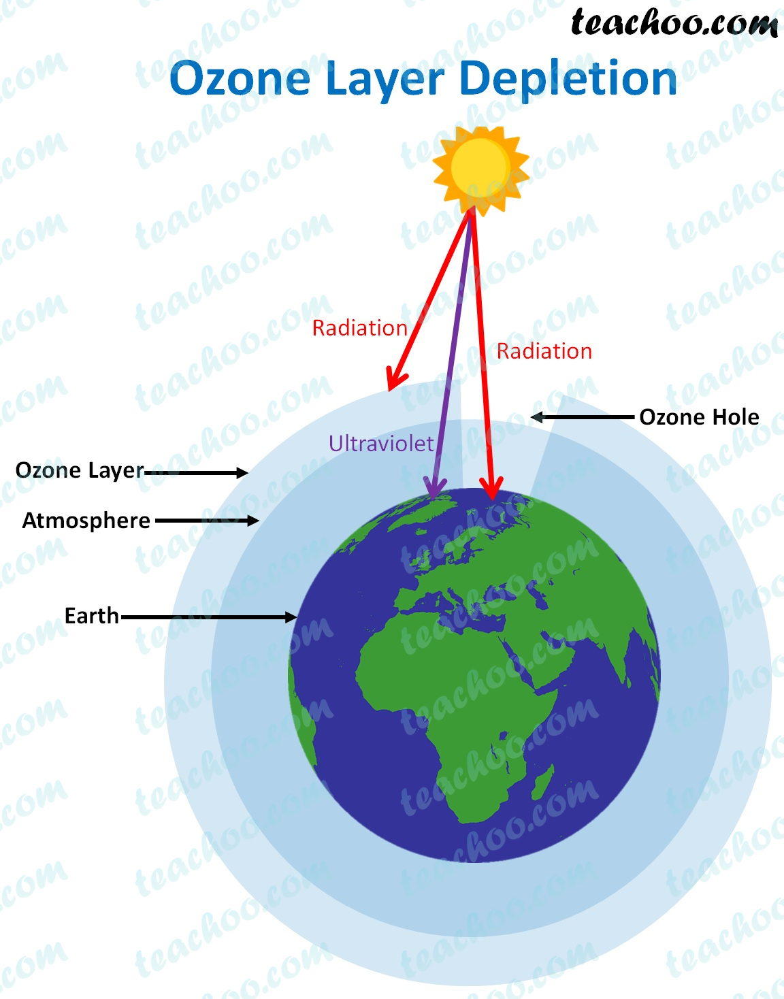 teachoo.com
Ozone Layer Depletion
Radiation
Radiation
Ozone Hole
Ultraviolet
Ozone Layer
Atmosphere
Earth